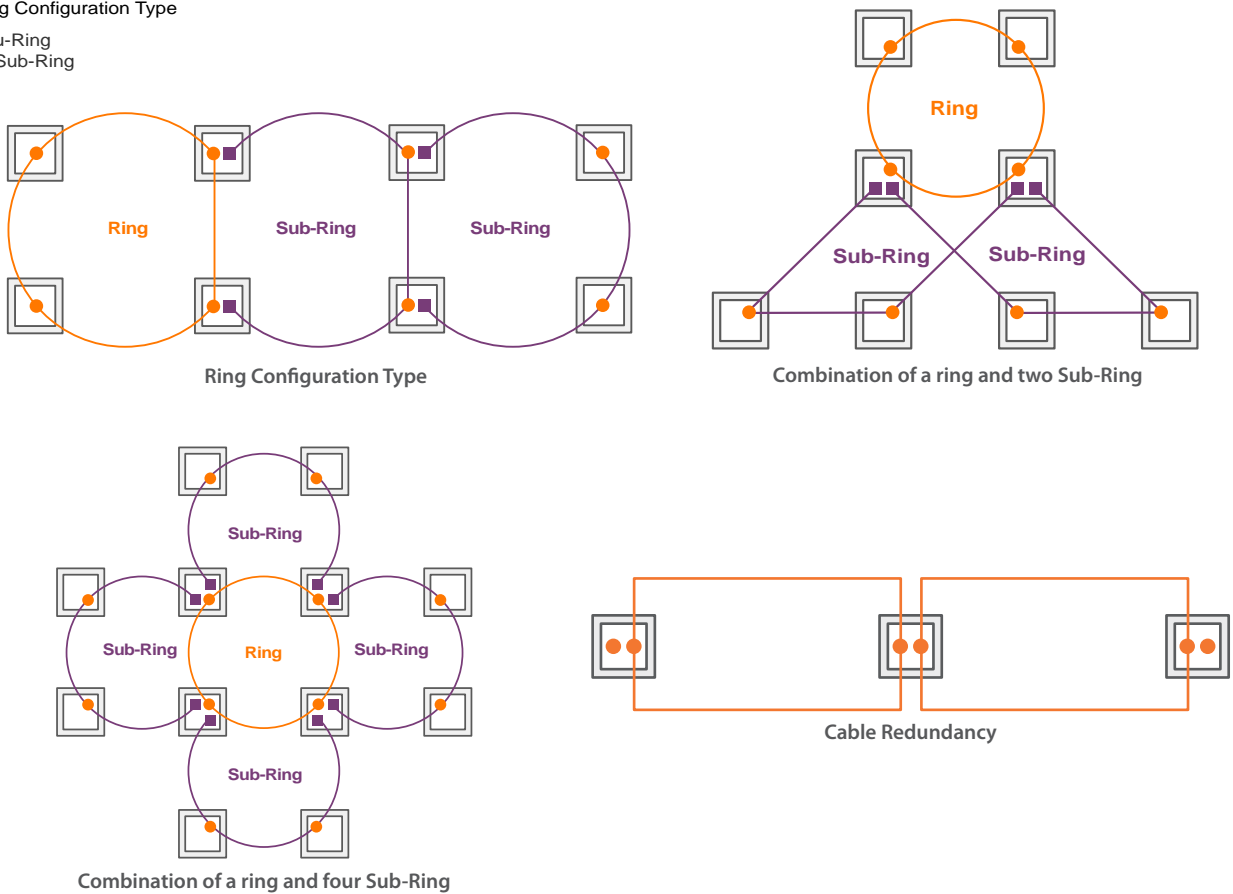 Configuration Type
-Ring
Sub-Ring
Ring
Sub-Ring
Sub-Ring
Ring Configuration Type
Ring
Sub-Ring
Sub-Ring
Combination of a ring and two Sub-Ring
Sub-Ring
Sub-Ring
Ring
Sub-Ring
Sub-Ring
Combination of a ring and four Sub-Ring
Cable Redundancy